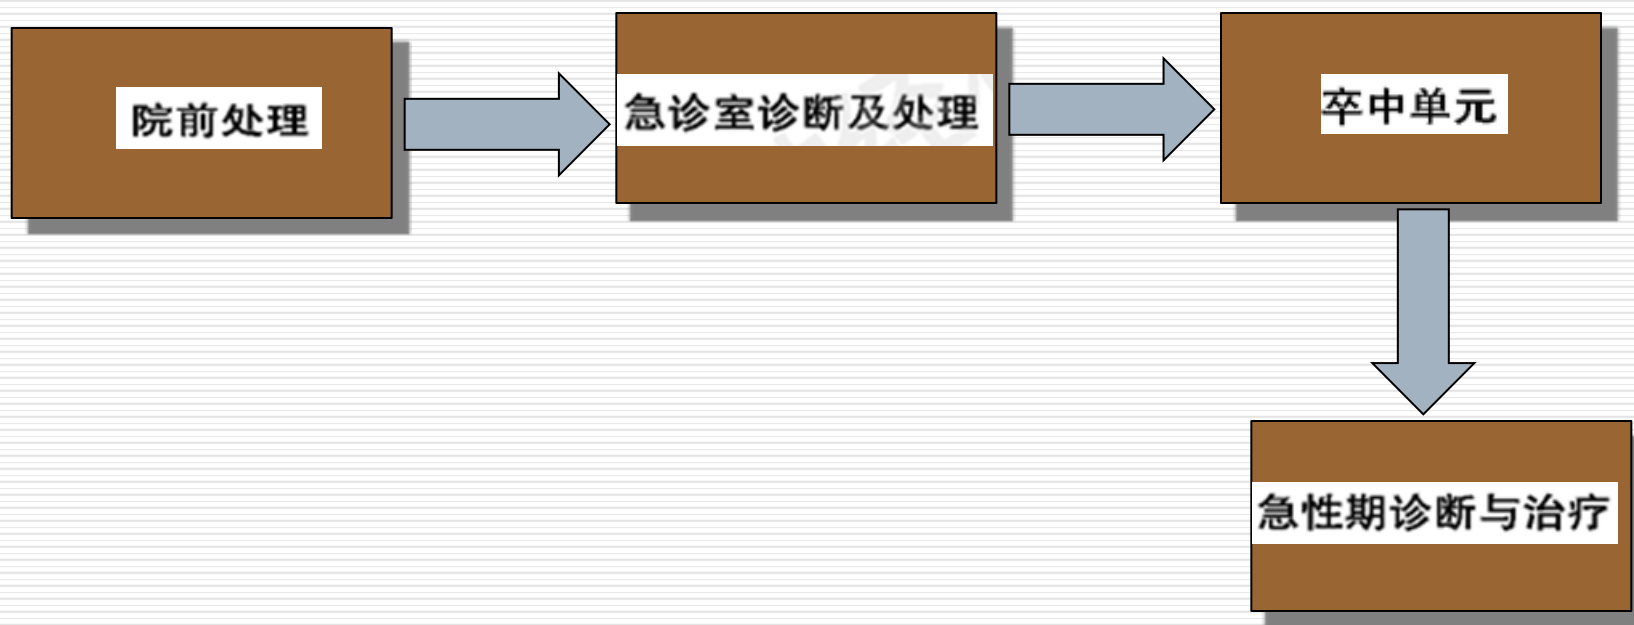 院前处理
急诊室诊断及处理
卒中单元
急性期诊断与治疗